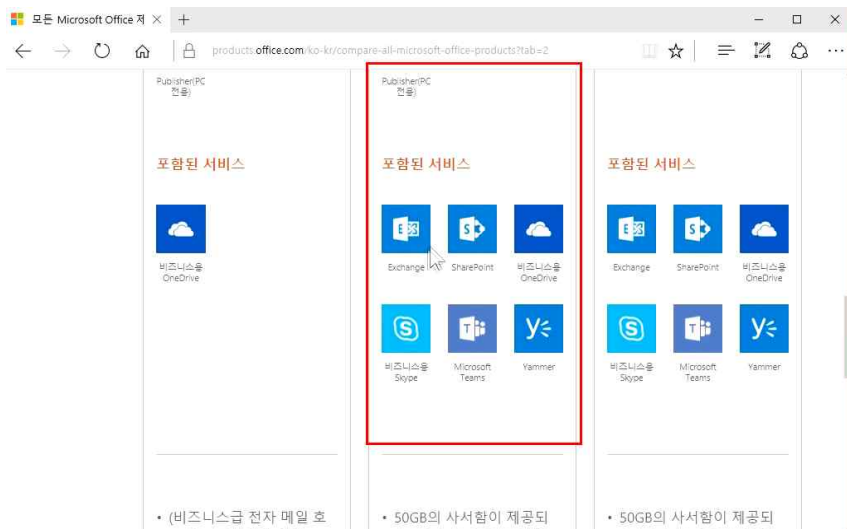 모든 Microsoft Office 제
products.office.com/ko-kr/compare-all-microsoft-office-products?tab=2
Publisher(PC
전용)
Publisher(PC
전용)
포함된 서비스
포함된 서비스
포함된 서비스
비즈니스용
OneDrive
Exchange
SharePoint
비즈니스용
OneDrive
Exchange
SharePoint
비즈니스용
OneDrive
비즈니스용
Skype
Microsoft
Teams
Yammer
비즈니스용
Skype
Microsoft
Teams
Yammer
• (비즈니스급 전자 메일 호
• 50GB의 사서함이 제공되
• 50GB의 사서함이 제공되